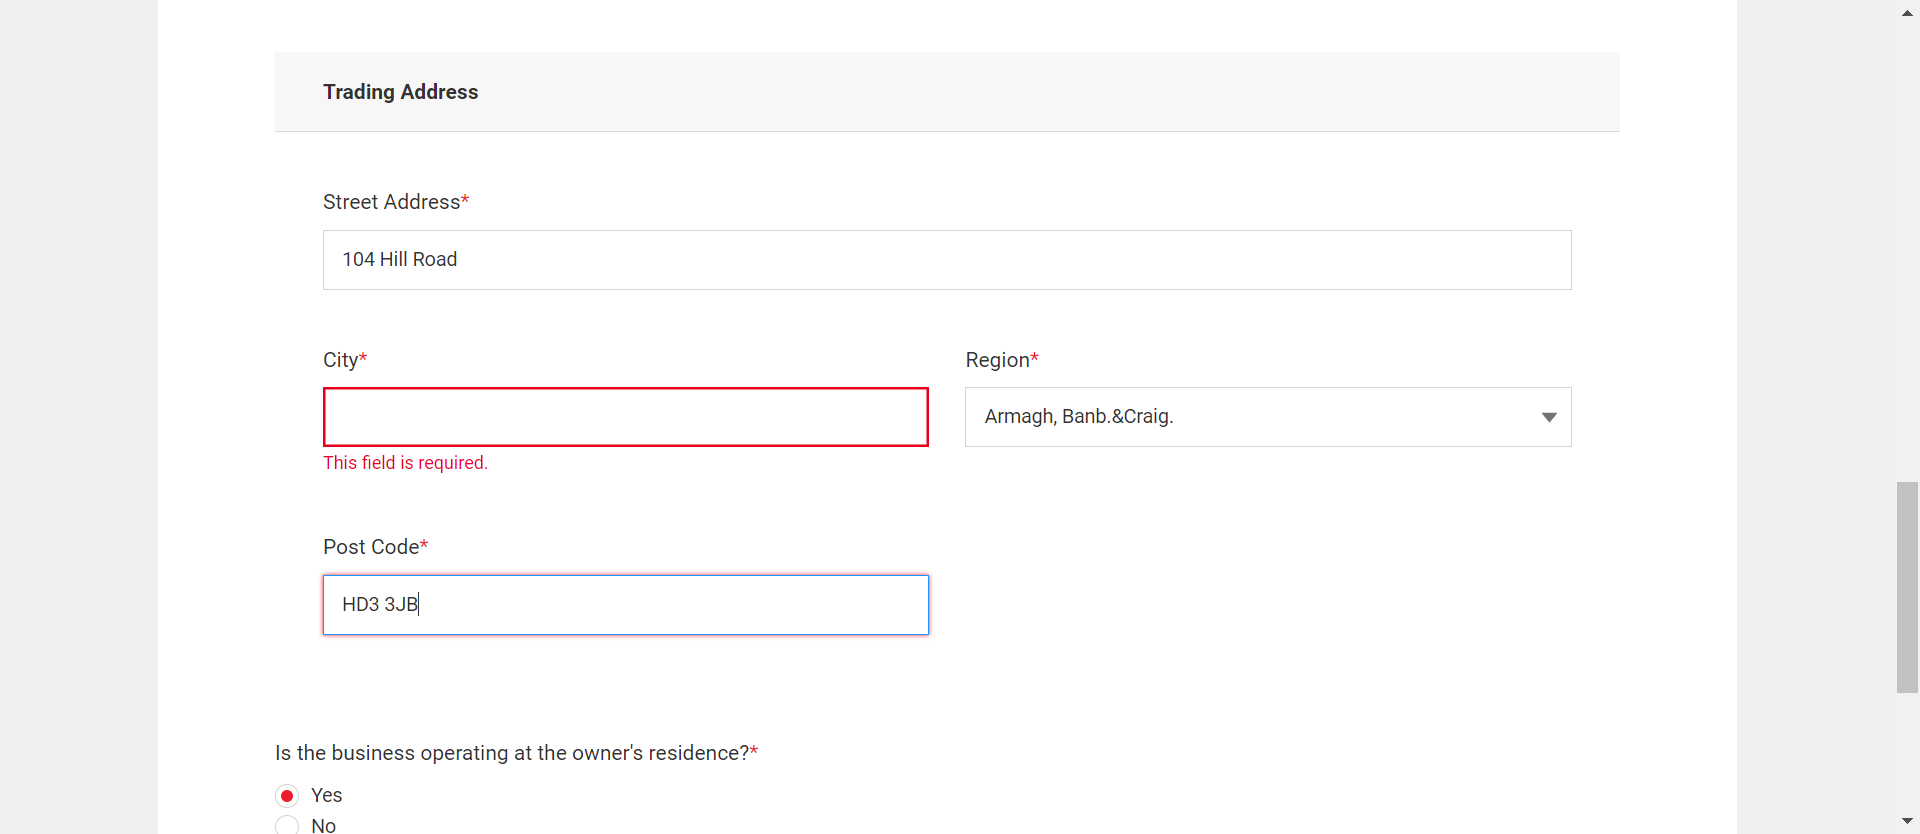 Trading Address
Street Address*
104 Hill Road
City*
Region*
Armagh, Banb.&Craig.
This field is required.
Post Code*
HD3 3JB
Is the business operating at the owner's residence?*
Yes
No